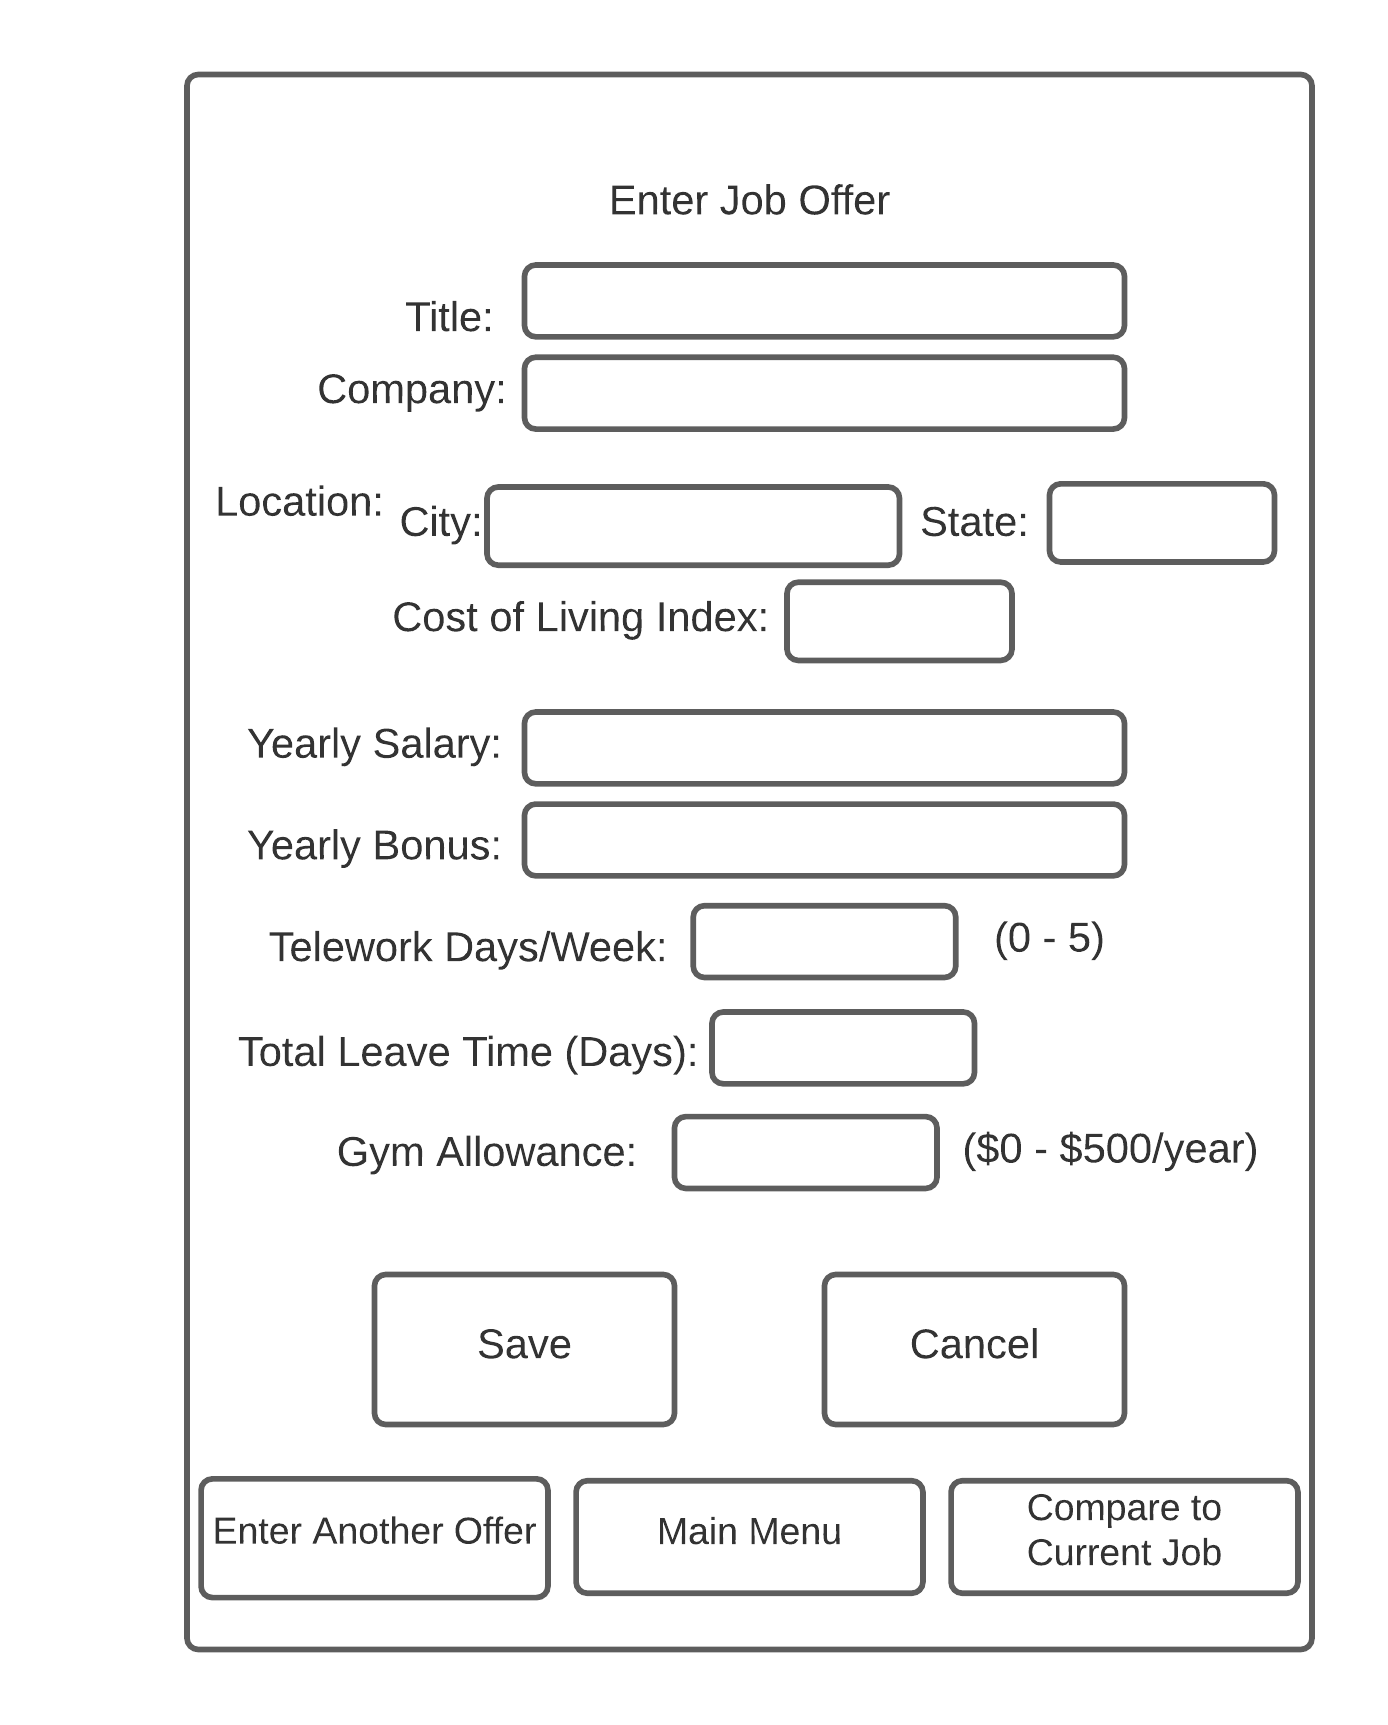 Enter Job Offer
Title:
Company:
Location: City: State:
Cost of Living Index:
Yearly Salary:
Yearly Bonus:
Telework Days/Week: (0 - 5)
Total Leave Time (Days):
Gym Allowance: ($0 - $500/year)
Save Cancel
Enter Another Offer
Main Menu
Compare to
Current Job